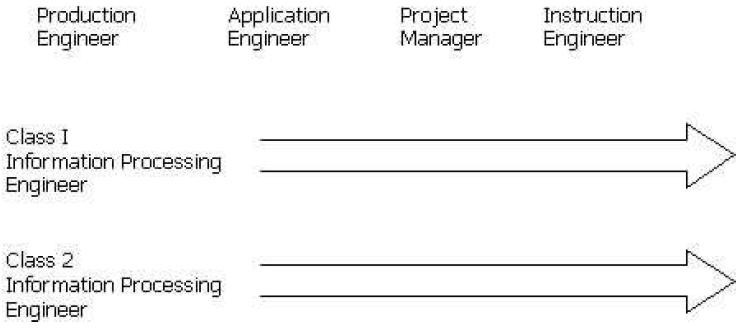 Production Application Project Instruction
Engineer Engineer Manager Engineer
Class I
Information Processing
Engineer
Class 2
Information Processing
Engineer